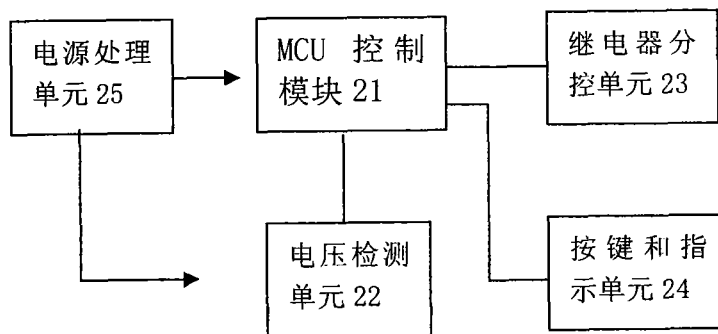 电源处理
单元 25
MCU 控制
模块 21
继电器分
控单元 23
电压检测
单元 22
按键和指
示单元 24